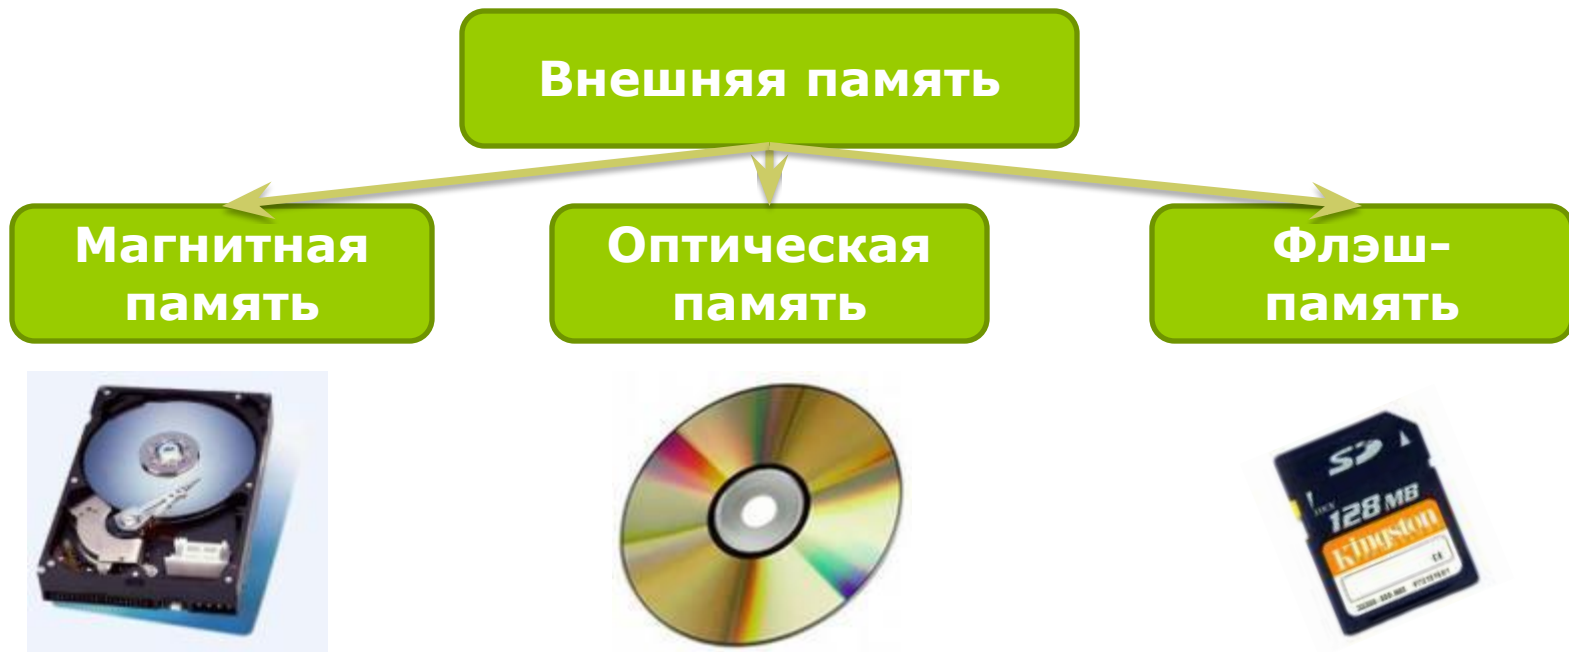 Внешняя память
Магнитная
память
Оптическая
память
Флэш-
память
SD
128 MB
Kingston